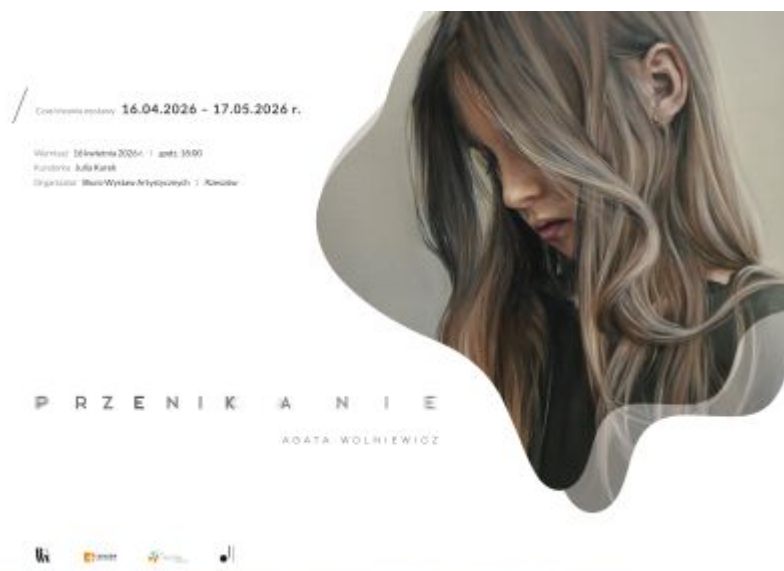 Czas trwania wystawy 16.04.2026 – 17.05.2026 r.
Wernisaż 16 kwietnia 2026 r. | godz. 18:00
Kuratorka Julia Kurek
Organizator Biuro Wystaw Artystycznych | Rzeszów
PRZENIKANIE
AGATA WOLNIEWICZ